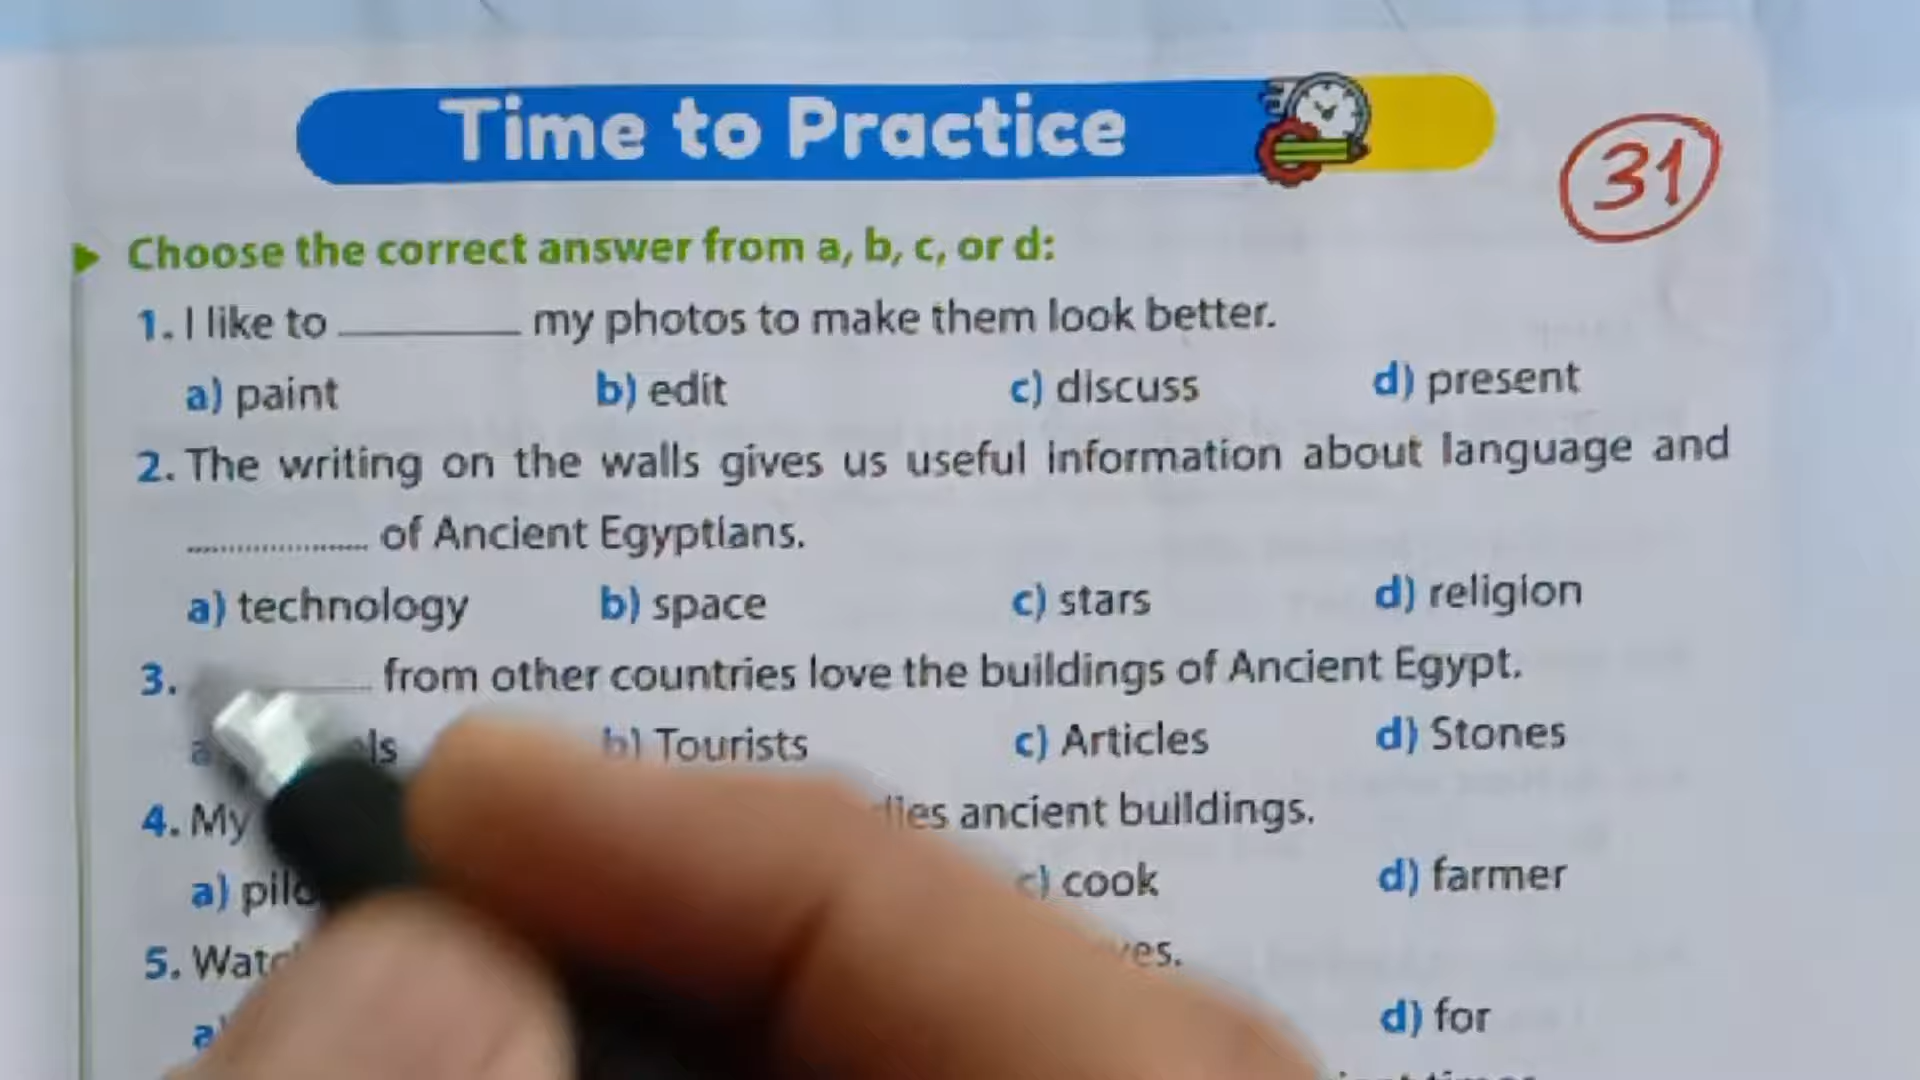 Time to Practice
31
Choose the correct answer from a, b, c, or d:
1. I like to ________ my photos to make them look better.
a) paint b) edit c) discuss d) present
2. The writing on the walls gives us useful information about language and
.................... of Ancient Egyptians.
a) technology b) space c) stars d) religion
3. ________ from other countries love the buildings of Ancient Egypt.
b) Tourists c) Articles d) Stones
4. My ancient buildings.
a) c) cook d) farmer
5.
d) for